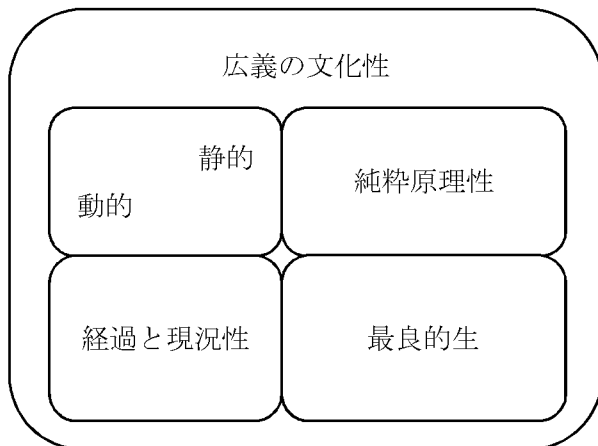 広義の文化性
静的
動的
純粋原理性
経過と現況性
最良的生